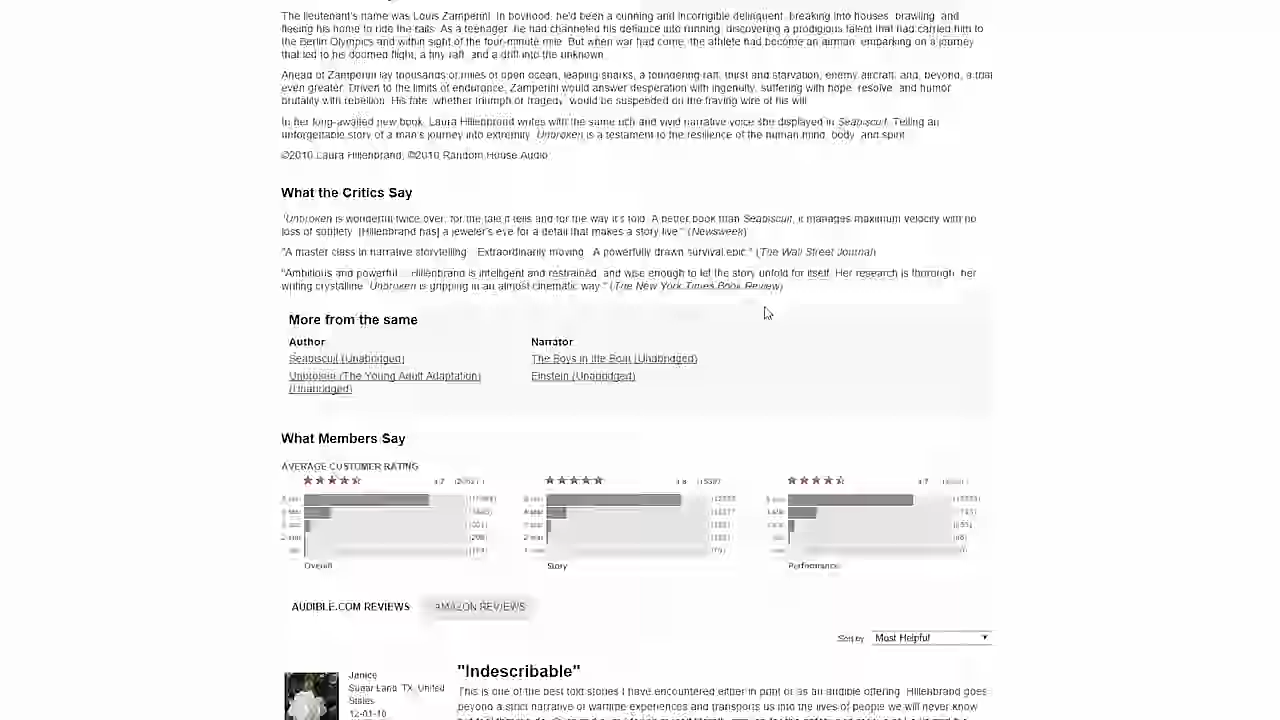 The lieutenant's name was Louis Zamperini. In boyhood, he'd been a cunning and incorrigible delinquent, breaking into houses, brawling, and
fleeing his home to ride the rails. As a teenager, he had channeled his defiance into running, discovering a prodigious talent that had carried him to
the Berlin Olympics and within sight of the four-minute mile. But when war had come, the athlete had become an airman, embarking on a journey
that led to his doomed flight, a tiny raft, and a drift into the unknown.
Ahead of Zamperini lay thousands of miles of open ocean, leaping sharks, a foundering raft, thirst and starvation, enemy aircraft, and, beyond, a trial
even greater. Driven to the limits of endurance, Zamperini would answer desperation with ingenuity, suffering with hope, resolve, and humor
brutality with rebellion. His fate, whether triumph or tragedy, would be suspended on the fraying wire of his will.
In her long-awaited new book, Laura Hillenbrand writes with the same rich and vivid narrative voice she displayed in Seabiscuit. Telling an
unforgettable story of a man's journey into extremity, Unbroken is a testament to the resilience of the human mind, body, and spirit.
©2010 Laura Hillenbrand; ©2010 Random House Audio
What the Critics Say
"Unbroken is wonderful twice over, for the tale it tells and for the way it's told. A better book than Seabiscuit, it manages maximum velocity with no
loss of subtlety. [Hillenbrand has] a jeweler's eye for a detail that makes a story live." (Newsweek)
"A master class in narrative storytelling. Extraordinarily moving. A powerfully drawn survival epic." (The Wall Street Journal)
"Ambitious and powerful... Hillenbrand is intelligent and restrained, and wise enough to let the story unfold for itself. Her research is thorough, her
writing crystalline. Unbroken is gripping in an almost cinematic way." (The New York Times Book Review)
More from the same
Author
Narrator
Seabiscuit (Unabridged)
The Boys in the Boat (Unabridged)
Unbroken (The Young Adult Adaptation)
Einstein (Unabridged)
(Unabridged)
What Members Say
AVERAGE CUSTOMER RATING
Overall
Story
Performance
AUDIBLE.COM REVIEWS
AMAZON REVIEWS
Sort by
Most Helpful
Janice
"Indescribable"
Sugar Land, TX, United
States
12-01-10
This is one of the best told stories I have encountered either in print or as an audible offering. Hillenbrand goes
beyond a strict narrative of wartime experiences and transports us into the lives of people we will never know